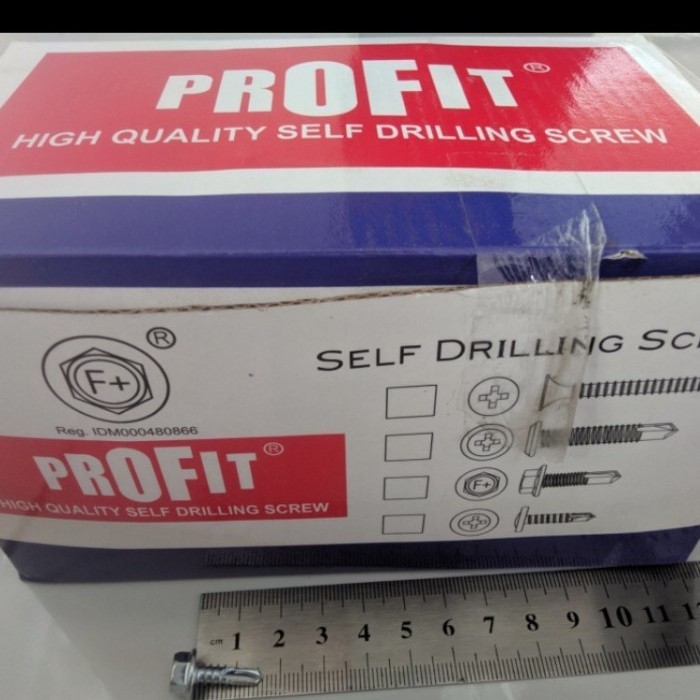 PROFIT®
HIGH QUALITY SELF DRILLING SCREW
F+ ®
Reg. IDM000480866
SELF DRILLING SC
PROFIT®
HIGH QUALITY SELF DRILLING SCREW
F+
cm 1 2 3 4 5 6 7 8 9 10 11